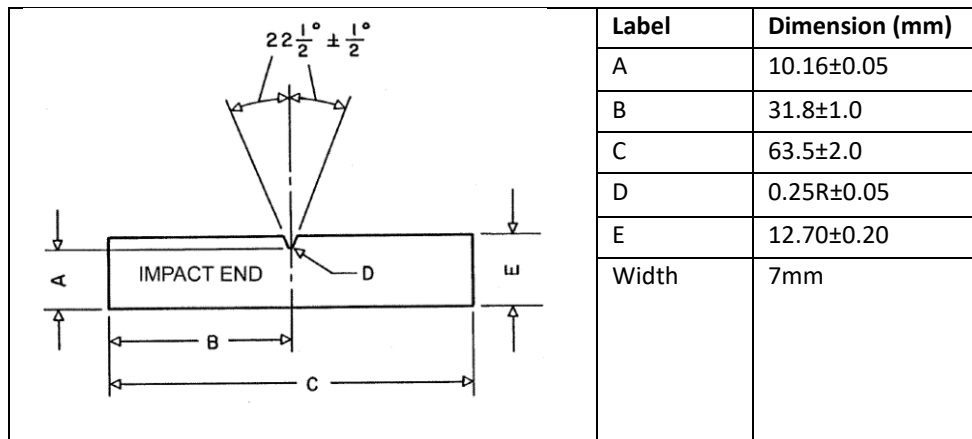 22 1/2° ± 1/2°
A
IMPACT END
D
E
B
C
Label Dimension (mm)
A 10.16±0.05
B 31.8±1.0
C 63.5±2.0
D 0.25R±0.05
E 12.70±0.20
Width 7mm